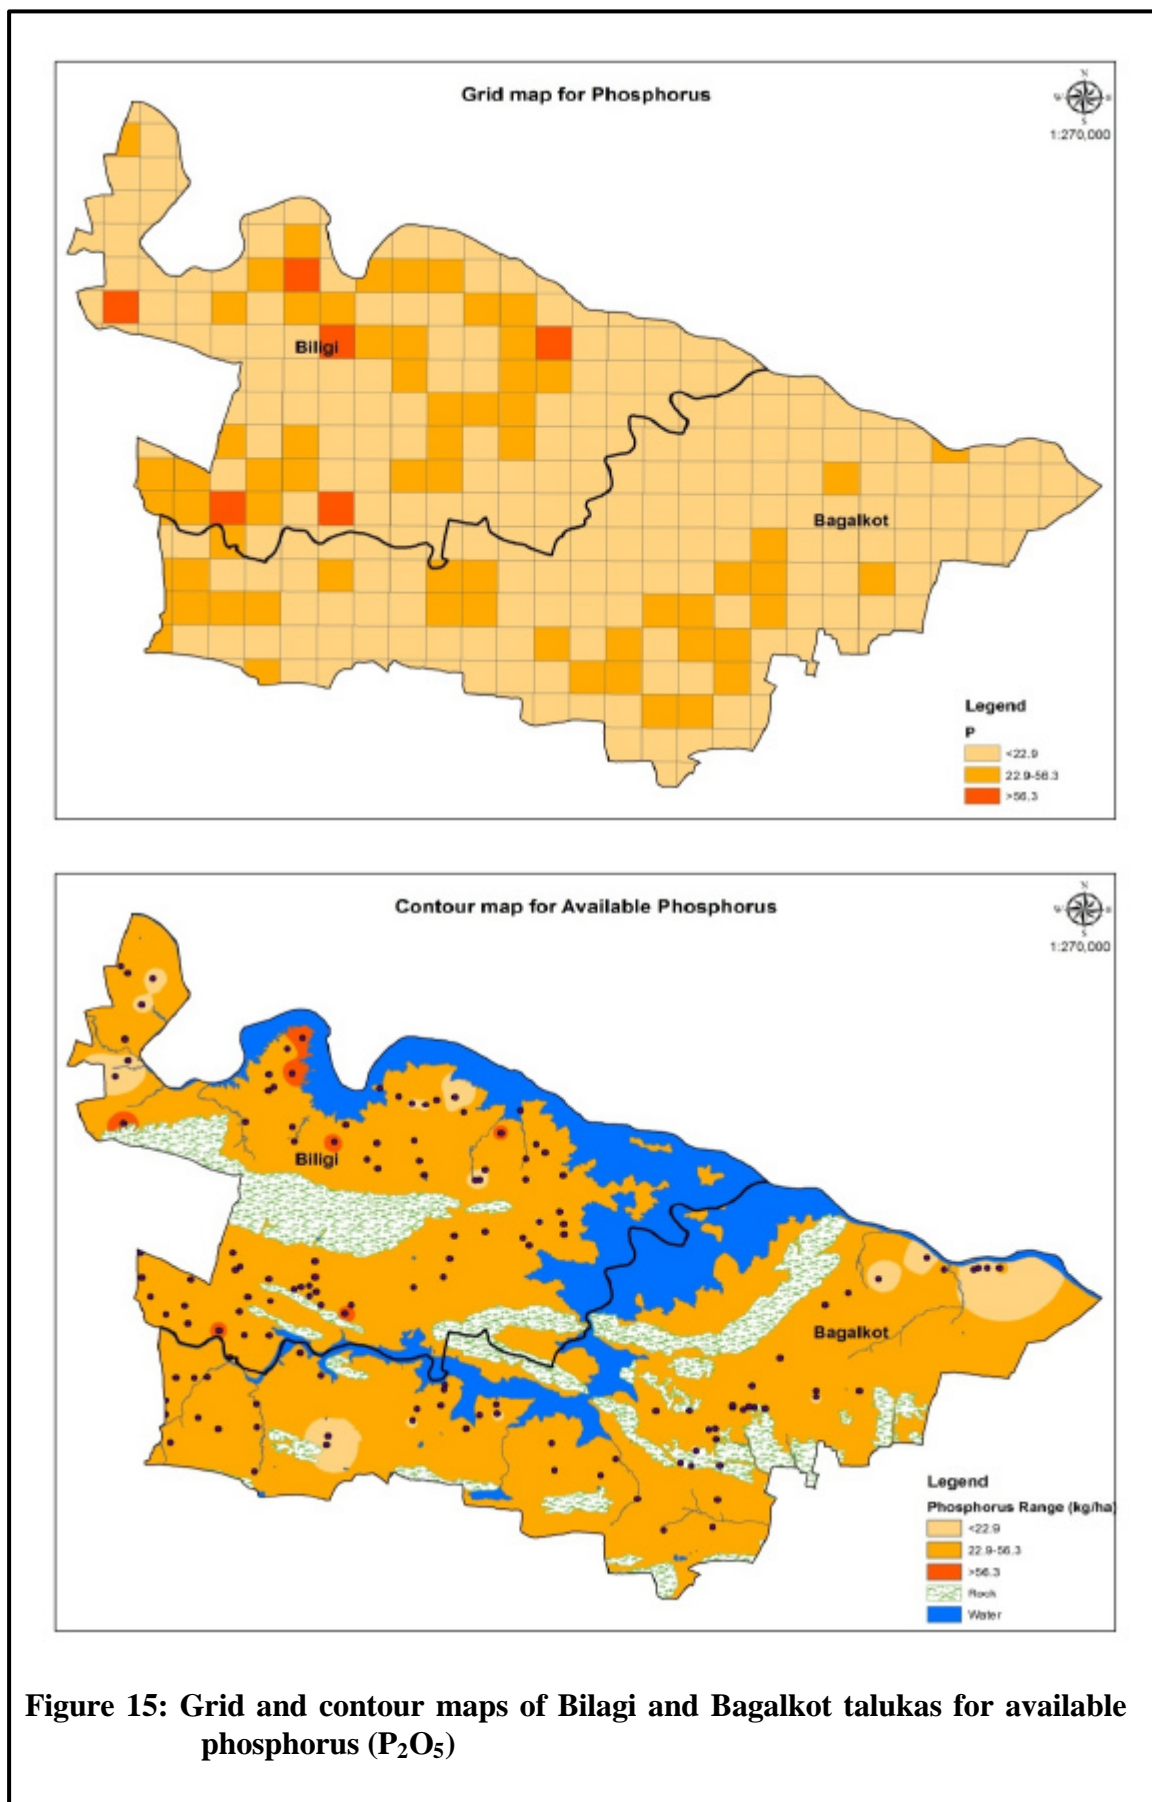 Grid map for Phosphorus
N
W
S
1:270,000
Biligi
Bagalkot
Legend
P
<22.9
22.9-56.3
>56.3
Contour map for Available Phosphorus
N
W
S
1:270,000
Biligi
Bagalkot
Legend
Phosphorus Range (kg/ha)
<22.9
22.9-56.3
>56.3
Rock
Water
Figure 15: Grid and contour maps of Bilagi and Bagalkot talukas for available
phosphorus (P₂O₅)